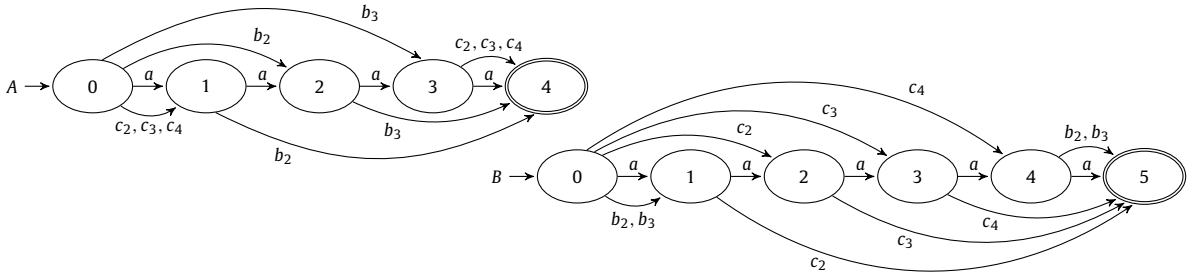 b₃
b₂
c₂, c₃, c₄
A 0 a 1 a 2 a 3 a 4
c₂, c₃, c₄
b₃
b₂
c₄
c₃
c₂
b₂, b₃
B 0 a 1 a 2 a 3 a 4 a 5
b₂, b₃
c₄
c₃
c₂